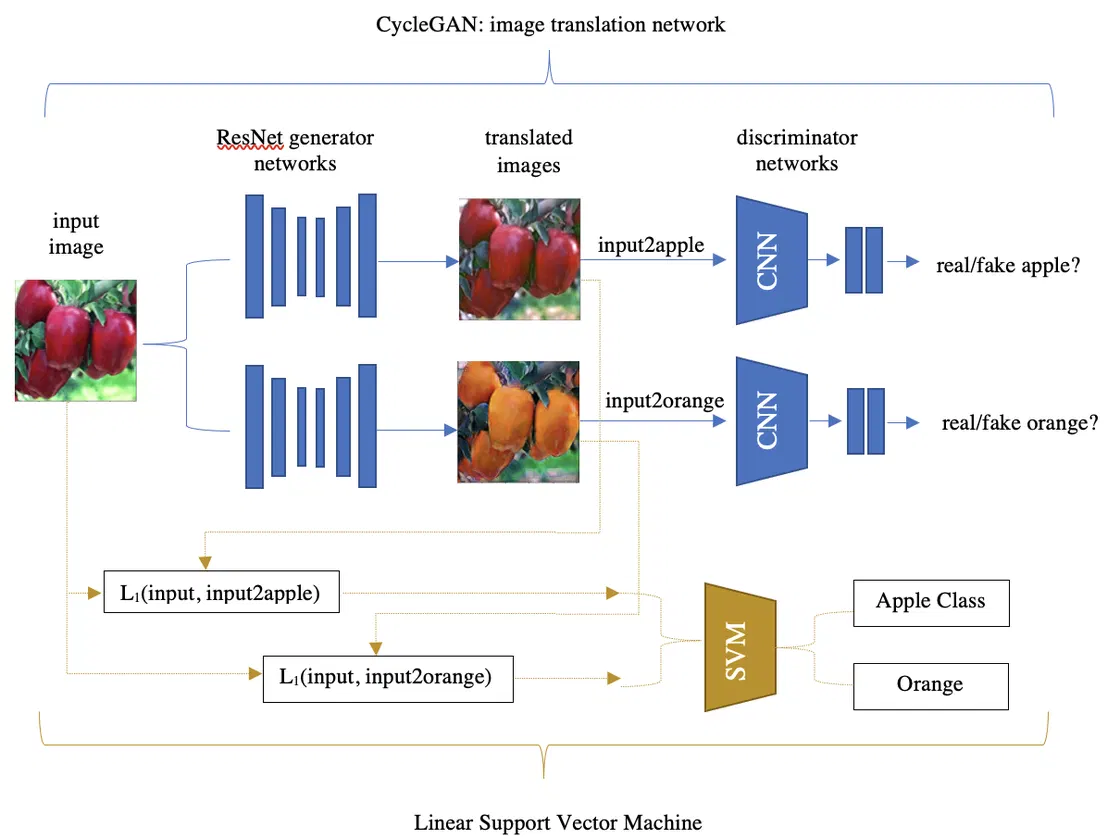 CycleGAN: image translation network
ResNet generator
networks
translated
images
discriminator
networks
input
image
input2apple
CNN
real/fake apple?
input2orange
CNN
real/fake orange?
L₁(input, input2apple)
L₁(input, input2orange)
SVM
Apple Class
Orange
Linear Support Vector Machine